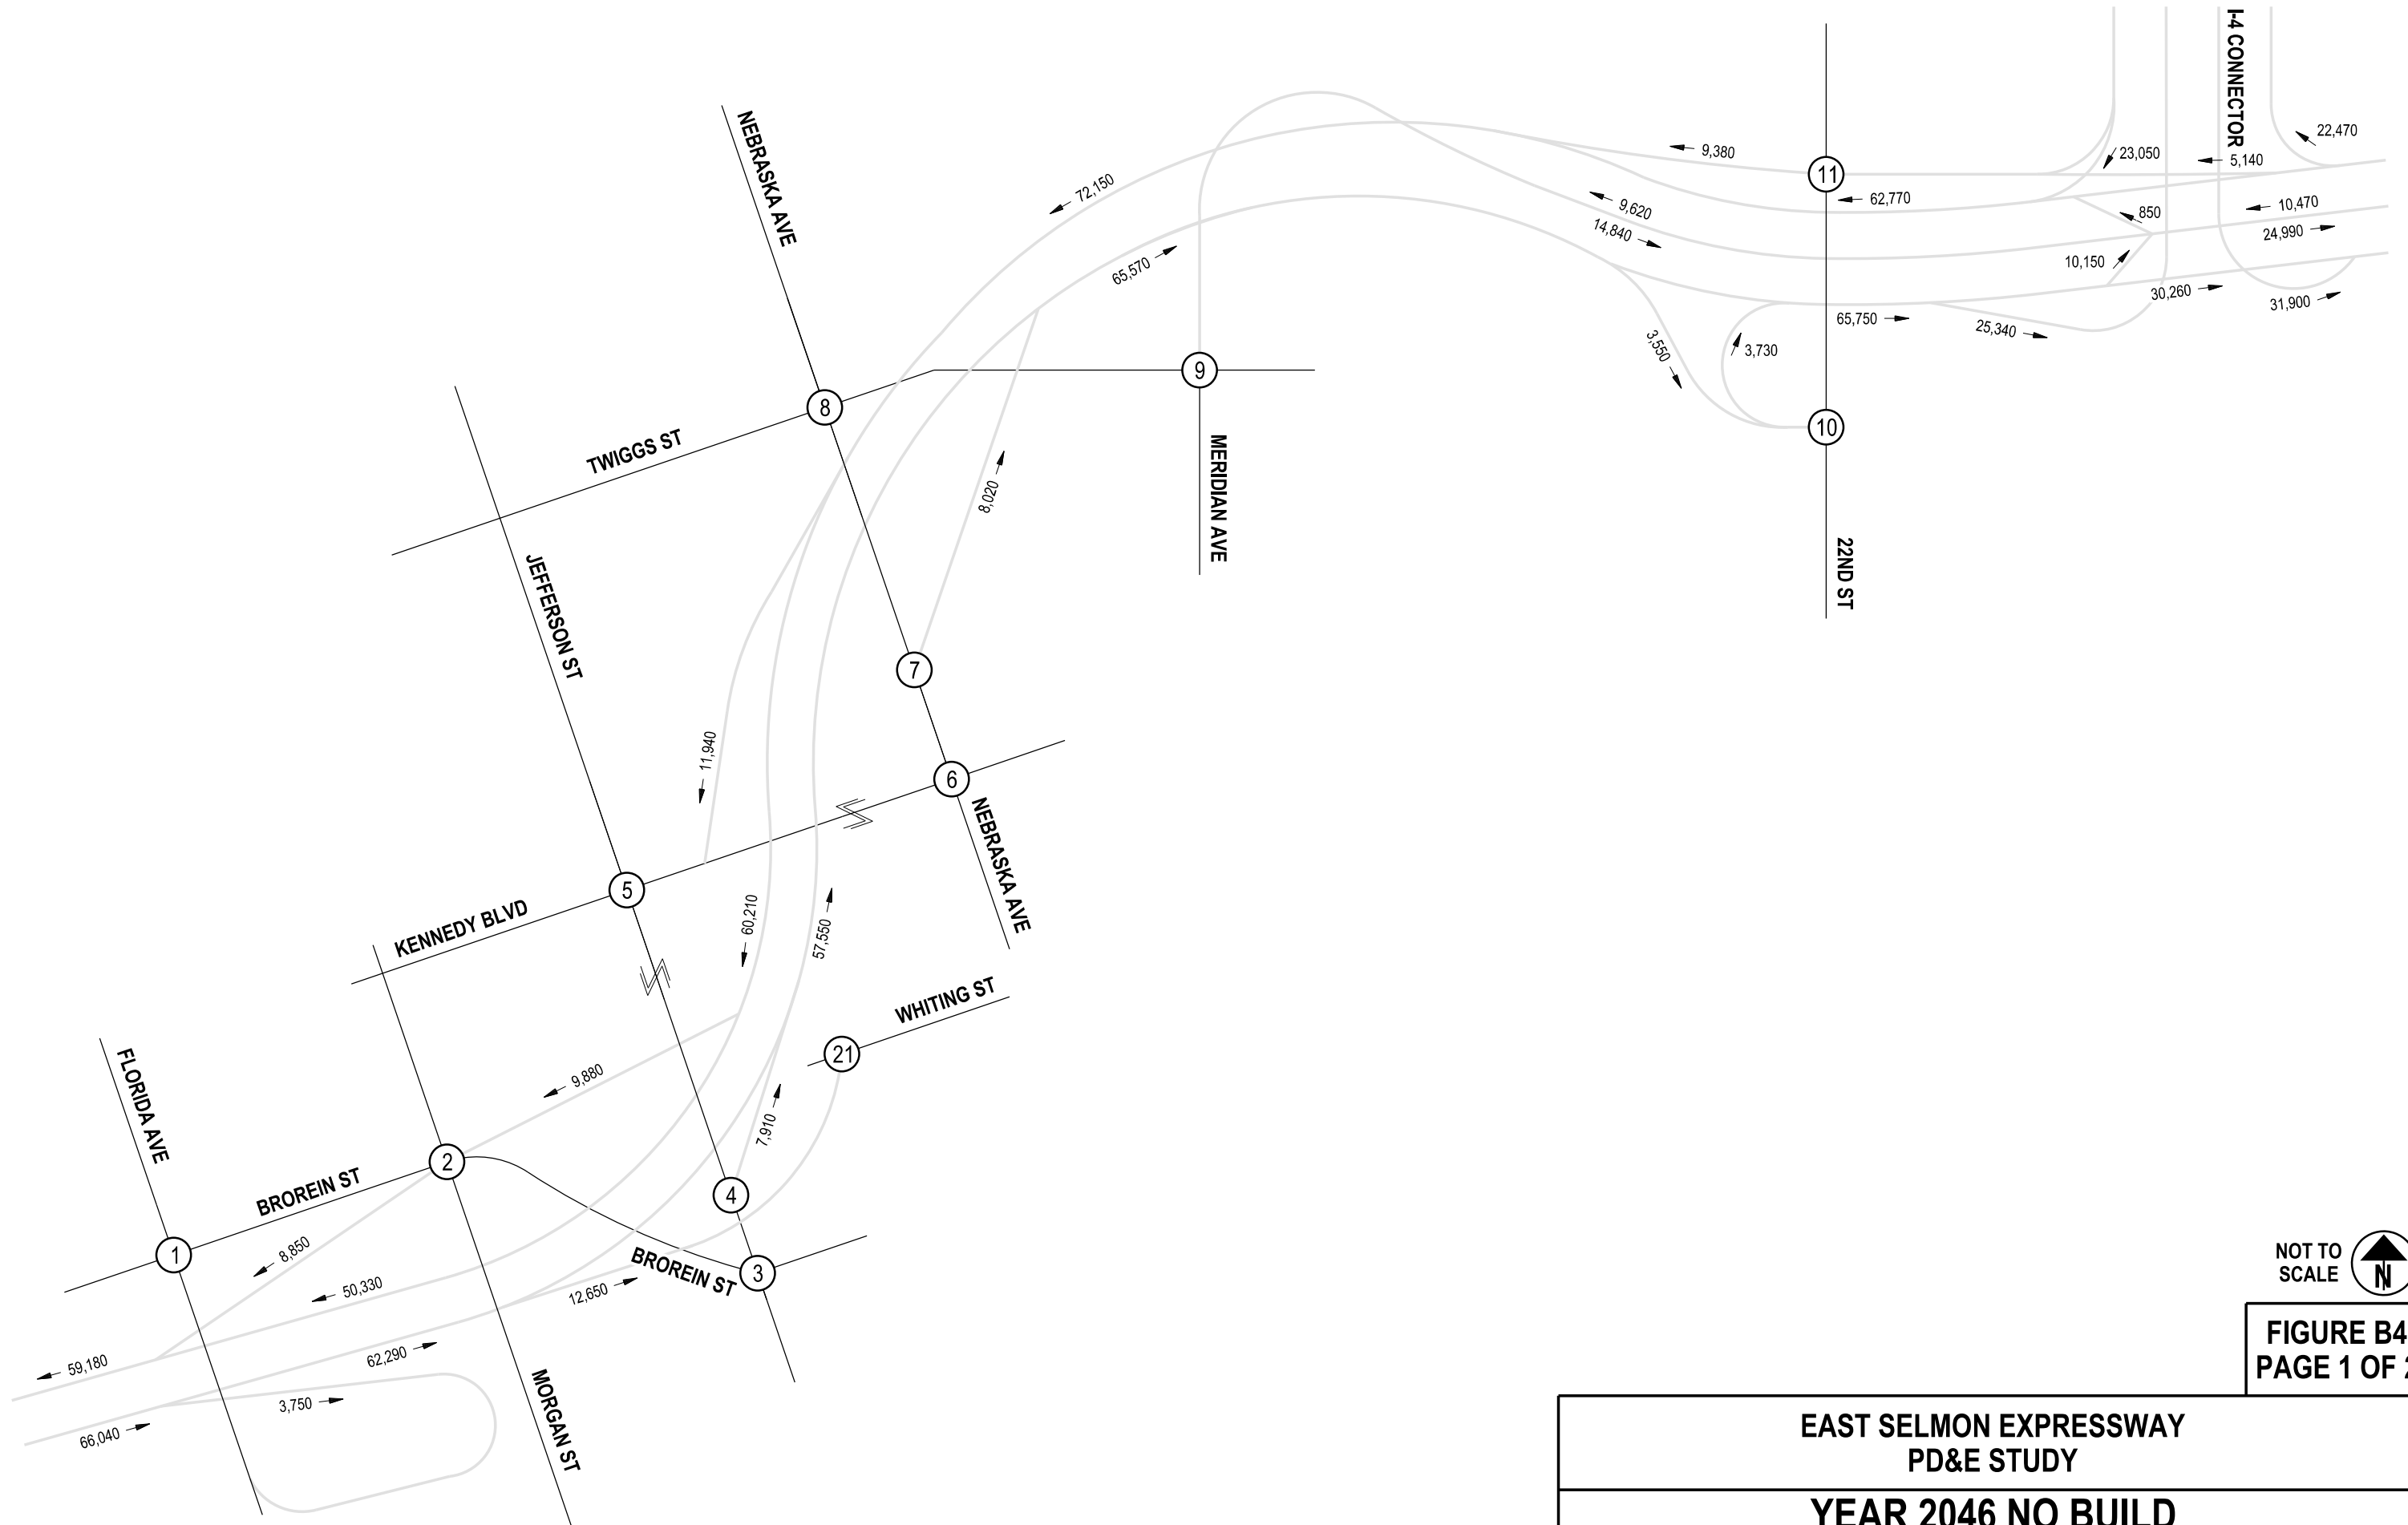 I-4 CONNECTOR
22,470
NEBRASKA AVE
9,380
11
23,050
5,140
72,150
62,770
9,620
850
10,470
14,840
24,990
65,570
10,150
30,260
31,900
65,750
25,340
3,550
3,730
9
8
10
TWIGGS ST
MERIDIAN AVE
8,020
JEFFERSON ST
22ND ST
7
11,940
6
NEBRASKA AVE
5
KENNEDY BLVD
60,210
57,550
WHITING ST
21
FLORIDA AVE
9,880
7,910
2
BROREIN ST
4
1
8,850
BROREIN ST
3
50,330
12,650
59,180
62,290
3,750
66,040
MORGAN ST
NOT TO
SCALE
N
FIGURE B4
PAGE 1 OF
EAST SELMON EXPRESSWAY
PD&E STUDY
YEAR 2046 NO BUILD